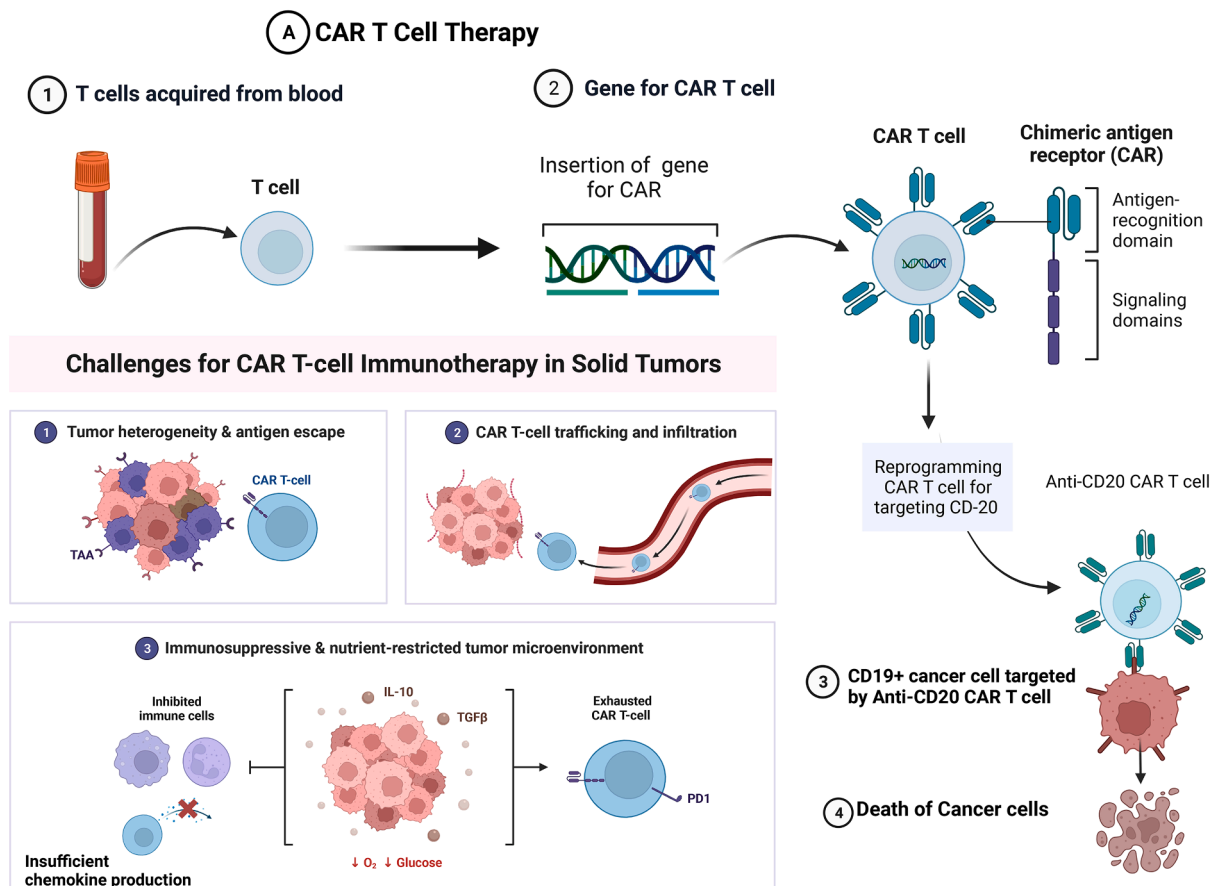 A CAR T Cell Therapy
1 T cells acquired from blood
2 Gene for CAR T cell
T cell
Insertion of gene
for CAR
CAR T cell
Chimeric antigen
receptor (CAR)
Antigen-
recognition
domain
Signaling
domains
Reprogramming
CAR T cell for
targeting CD-20
Anti-CD20 CAR T cell
3 CD19+ cancer cell targeted
by Anti-CD20 CAR T cell
4 Death of Cancer cells
Challenges for CAR T-cell Immunotherapy in Solid Tumors
1 Tumor heterogeneity & antigen escape
CAR T-cell
TAA
2 CAR T-cell trafficking and infiltration
3 Immunosuppressive & nutrient-restricted tumor microenvironment
Inhibited
immune cells
IL-10
TGFβ
Exhausted
CAR T-cell
PD1
↓ O₂ ↓ Glucose
Insufficient
chemokine production